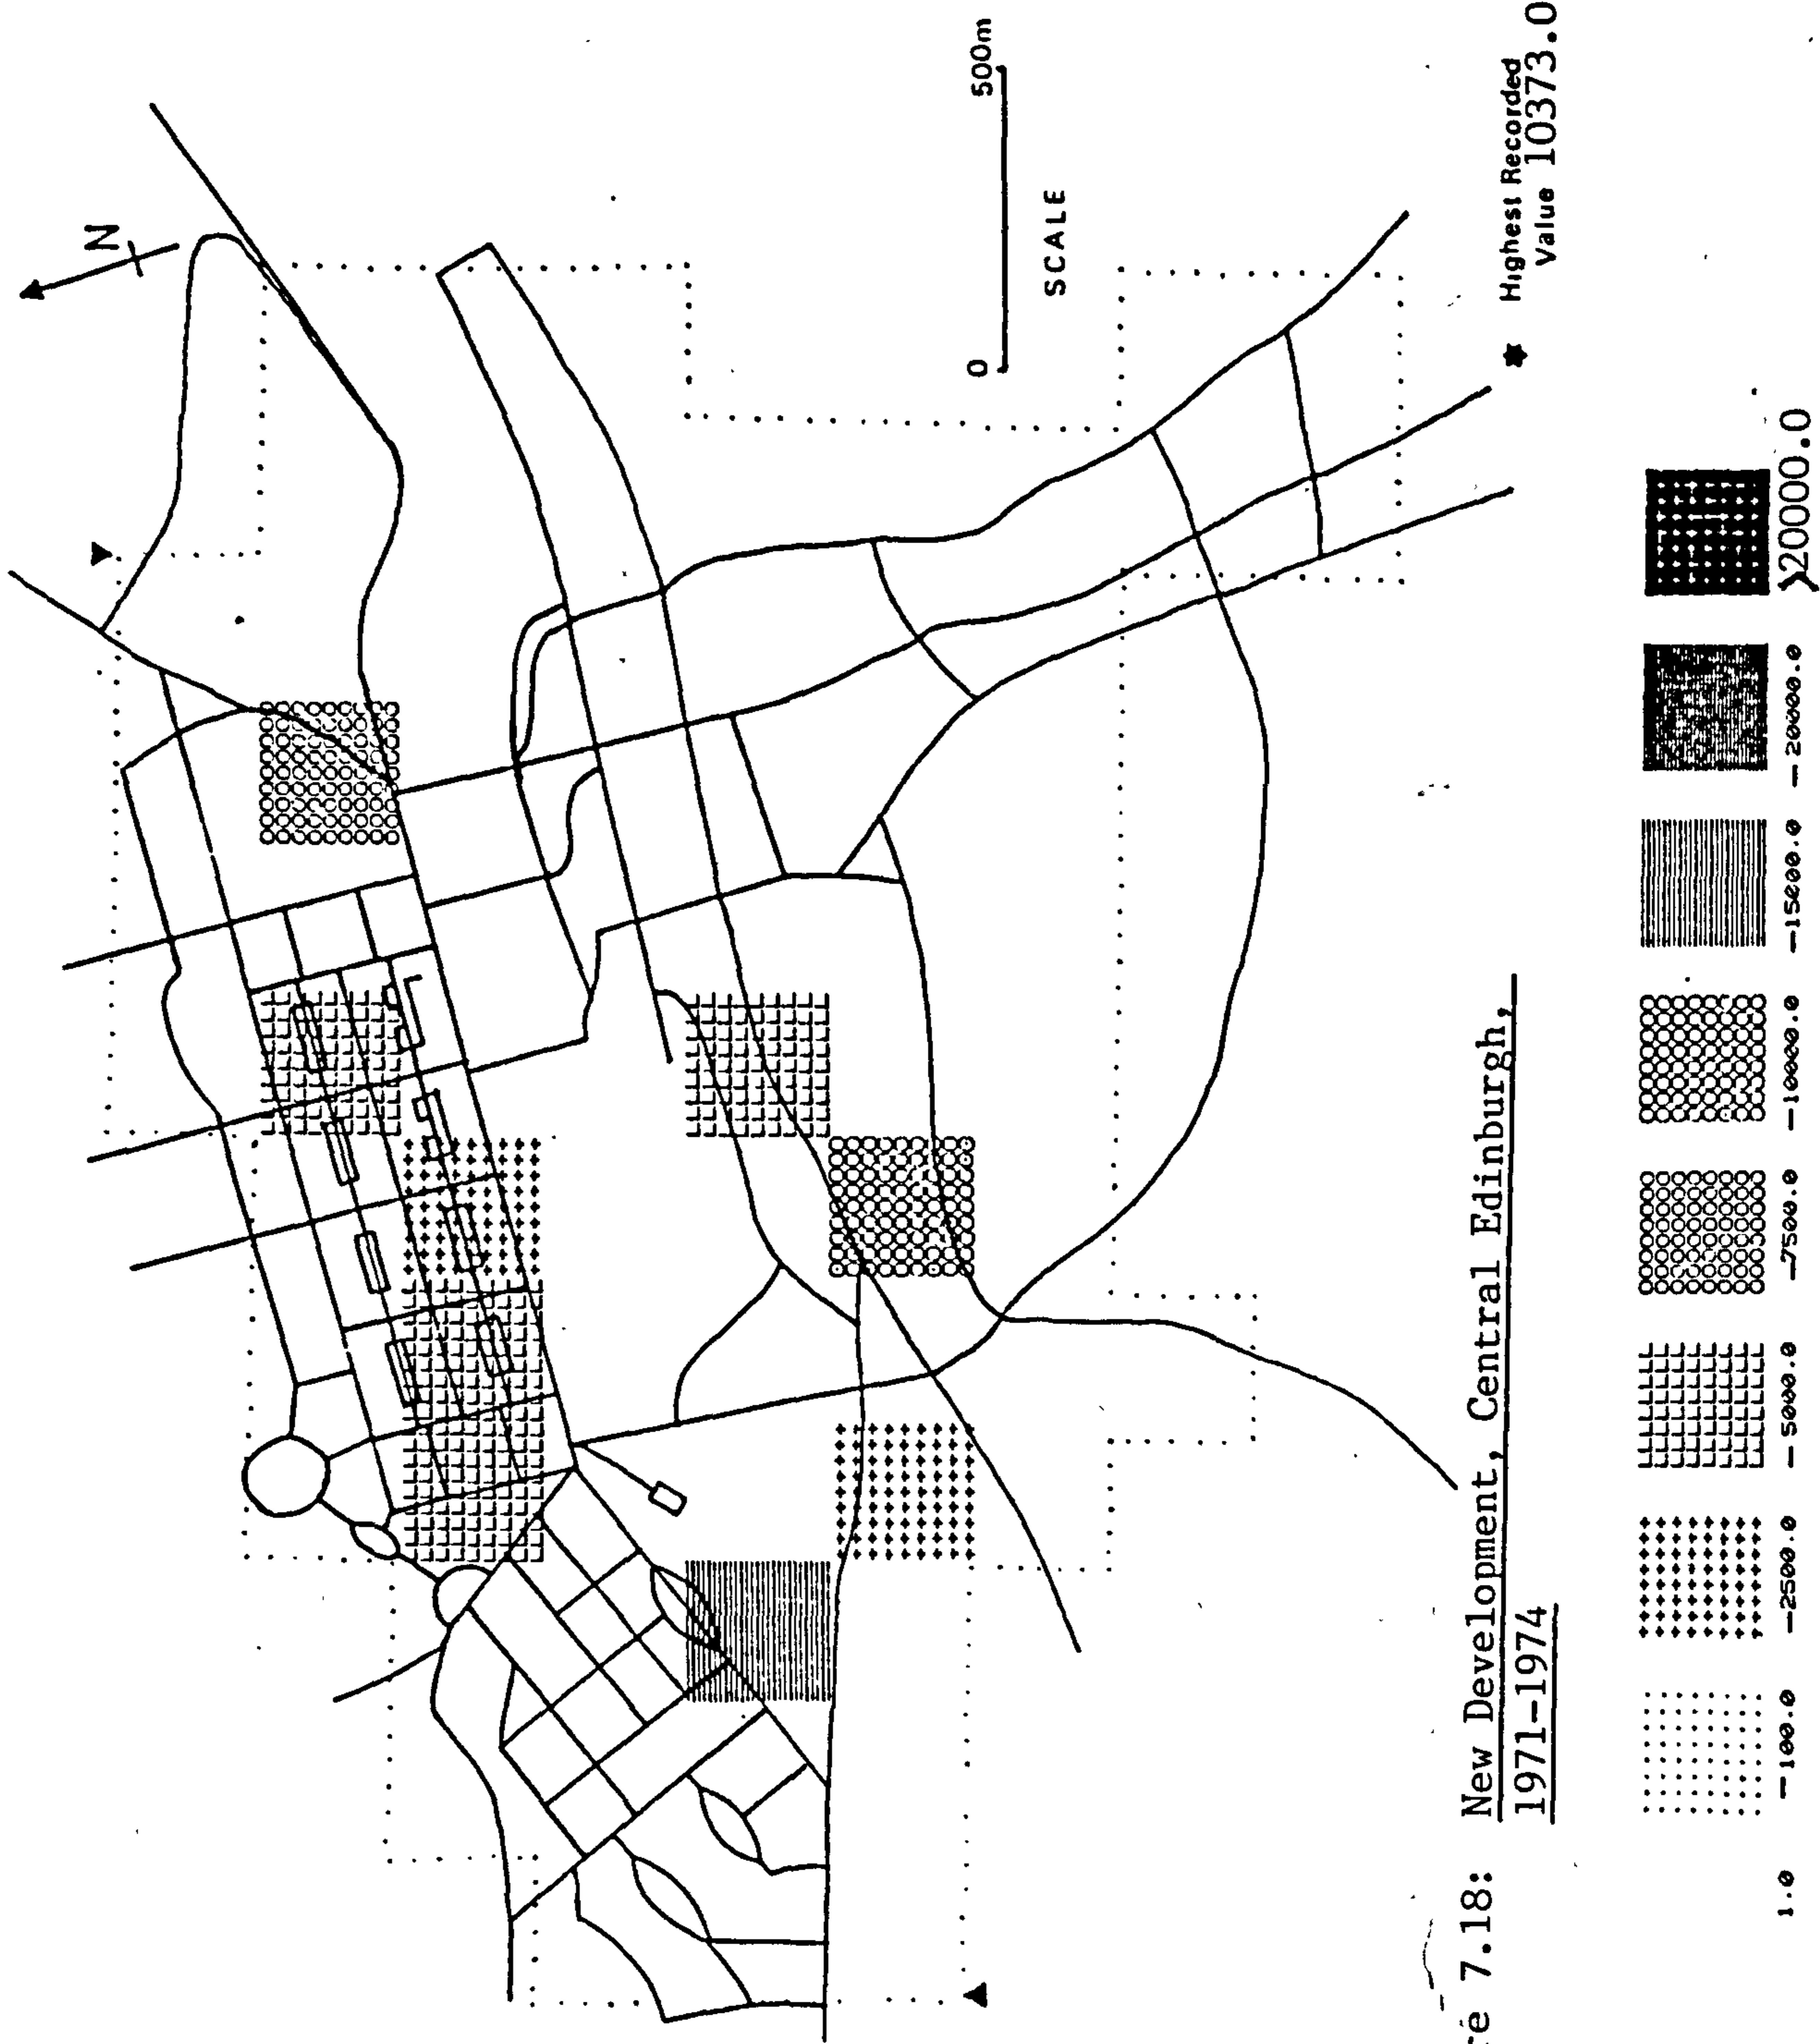 N
0 500m
SCALE
Highest Recorded
Value 10373.0
re 7.18: New Development, Central Edinburgh,
1971-1974
1.0 -100.0 -2500.0 -5000.0 -7500.0 -10000.0 -15000.0 -20000.0 >20000.0